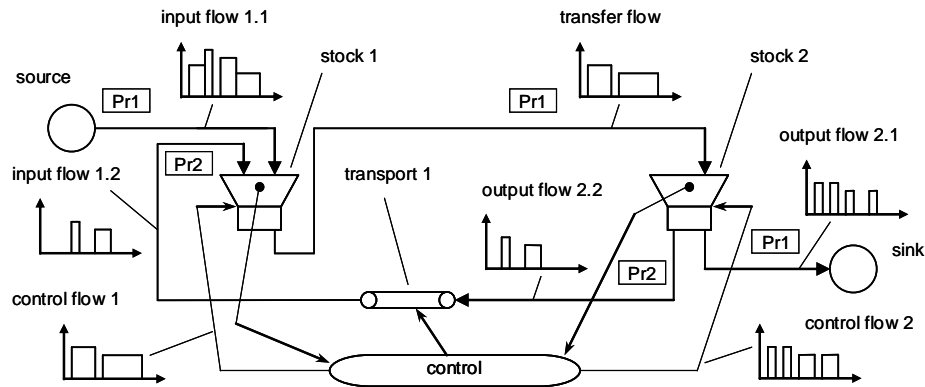 input flow 1.1
transfer flow
stock 1
stock 2
source
Pr1
Pr1
output flow 2.1
Pr2
input flow 1.2
transport 1
output flow 2.2
Pr1
sink
Pr2
control flow 1
control flow 2
control